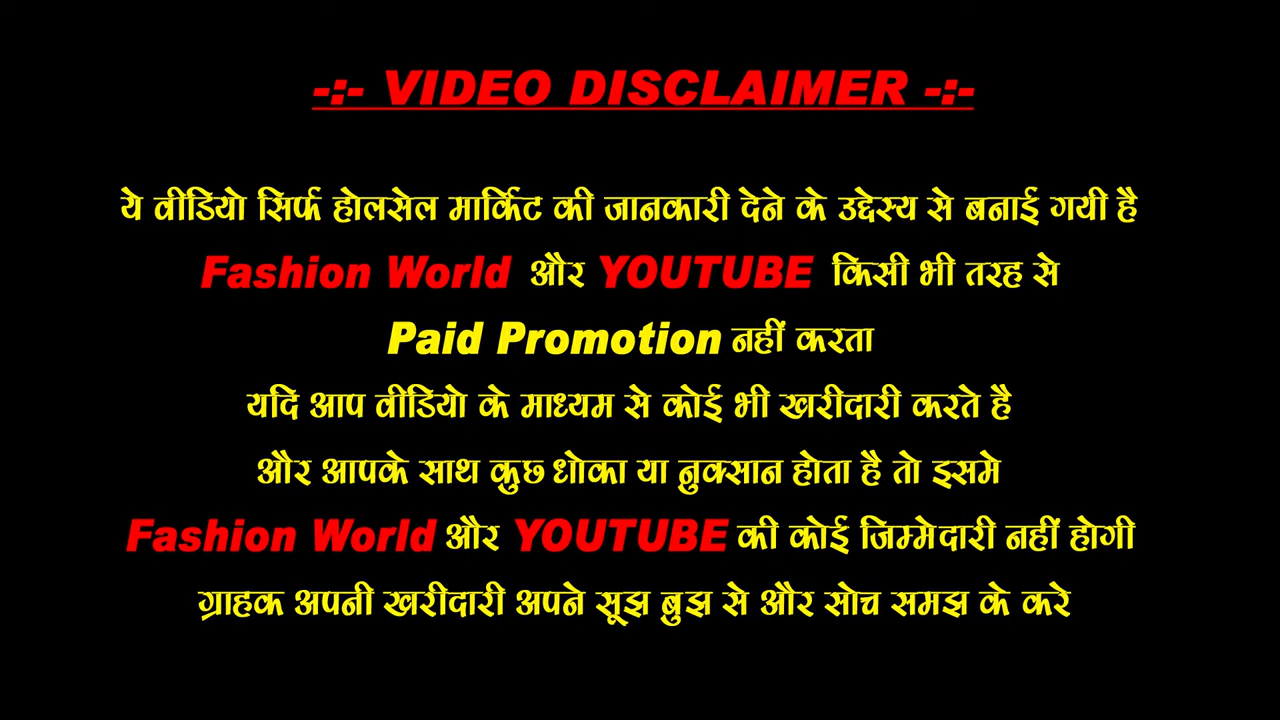 -:- VIDEO DISCLAIMER -:-
ये वीडियो सिर्फ होलसेल मार्किट की जानकारी देने के उद्देस्य से बनाई गयी है
Fashion World और YOUTUBE किसी भी तरह से
Paid Promotion नहीं करता
यदि आप वीडियो के माध्यम से कोई भी खरीदारी करते है
और आपके साथ कुछ धोका या नुक्सान होता है तो इसमे
Fashion World और YOUTUBE की कोई जिम्मेदारी नहीं होगी
ग्राहक अपनी खरीदारी अपने सूझ बुझ से और सोच समझ के करे